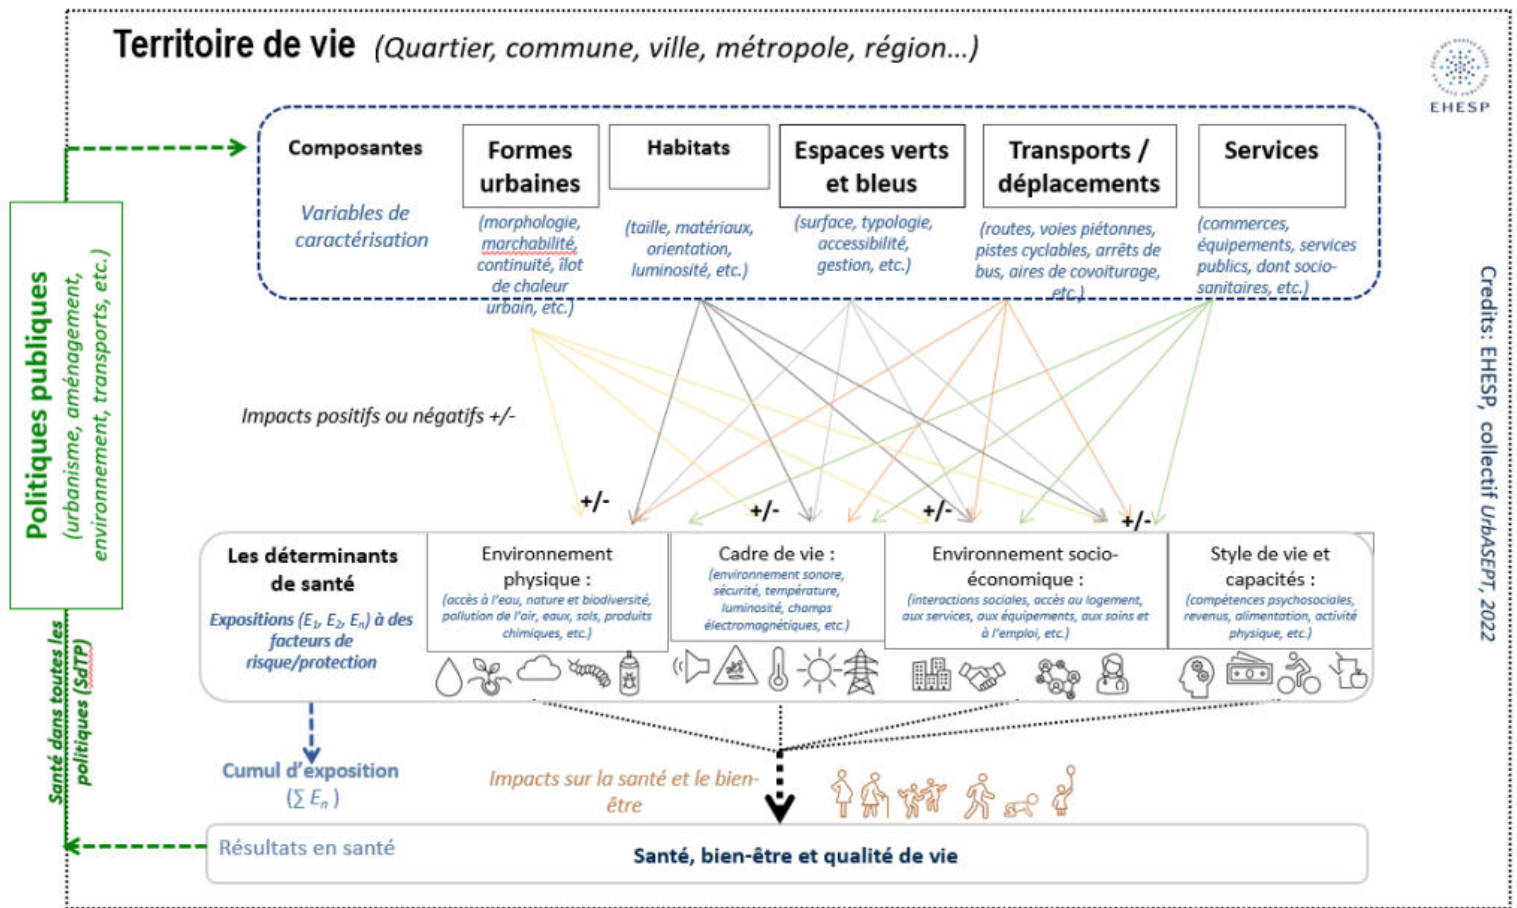 Territoire de vie (Quartier, commune, ville, métropole, région...)
EHESP
Composantes
Variables de
caractérisation
Formes
urbaines
(morphologie,
marchabilité,
continuité, îlot
de chaleur
urbain, etc.)
Habitats
(taille, matériaux,
orientation,
luminosité, etc.)
Espaces verts
et bleus
(surface, typologie,
accessibilité,
gestion, etc.)
Transports /
déplacements
(routes, voies piétonnes,
pistes cyclables, arrêts de
bus, aires de covoiturage,
etc.)
Services
(commerces,
équipements, services
publics, dont socio-
sanitaires, etc.)
Politiques publiques
(urbanisme, aménagement,
environnement, transports, etc.)
Impacts positifs ou négatifs +/-
+/-
+/-
+/-
+/-
Les déterminants
de santé
Expositions (E1, E2, En) à des
facteurs de
risque/protection
Environnement
physique :
(accès à l'eau, nature et biodiversité,
pollution de l'air, eaux, sols, produits
chimiques, etc.)
Cadre de vie :
(environnement sonore,
sécurité, température,
luminosité, champs
électromagnétiques, etc.)
Environnement socio-
économique :
(interactions sociales, accès au logement,
aux services, aux équipements, aux soins et
à l'emploi, etc.)
Style de vie et
capacités :
(compétences psychosociales,
revenus, alimentation, activité
physique, etc.)
Santé dans toutes les
politiques (SdTP)
Cumul d'exposition
(∑ En )
Impacts sur la santé et le bien-
être
Résultats en santé
Santé, bien-être et qualité de vie
Credits: EHESP, collectif UrbASEPT, 2022